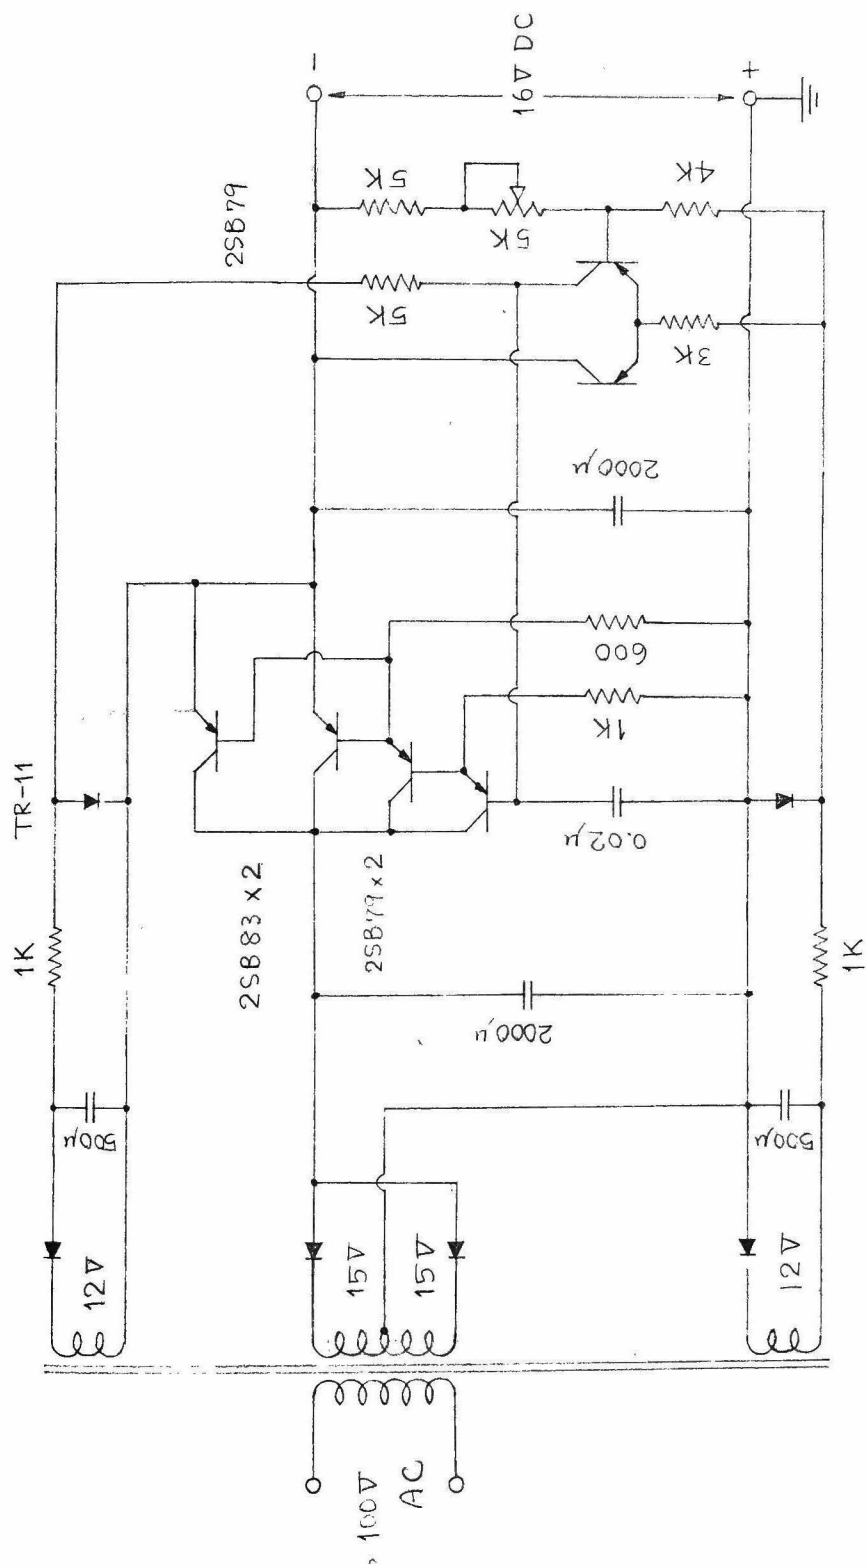 100V
AC
12V
500μ
1K
TR-11
15V
15V
2000μ
2SB83 x 2
2SB79 x 2
0.02μ
1K
600
2000μ
2SB79
5K
5K
5K
3K
4K
-
16V DC
+
12V
500μ
1K